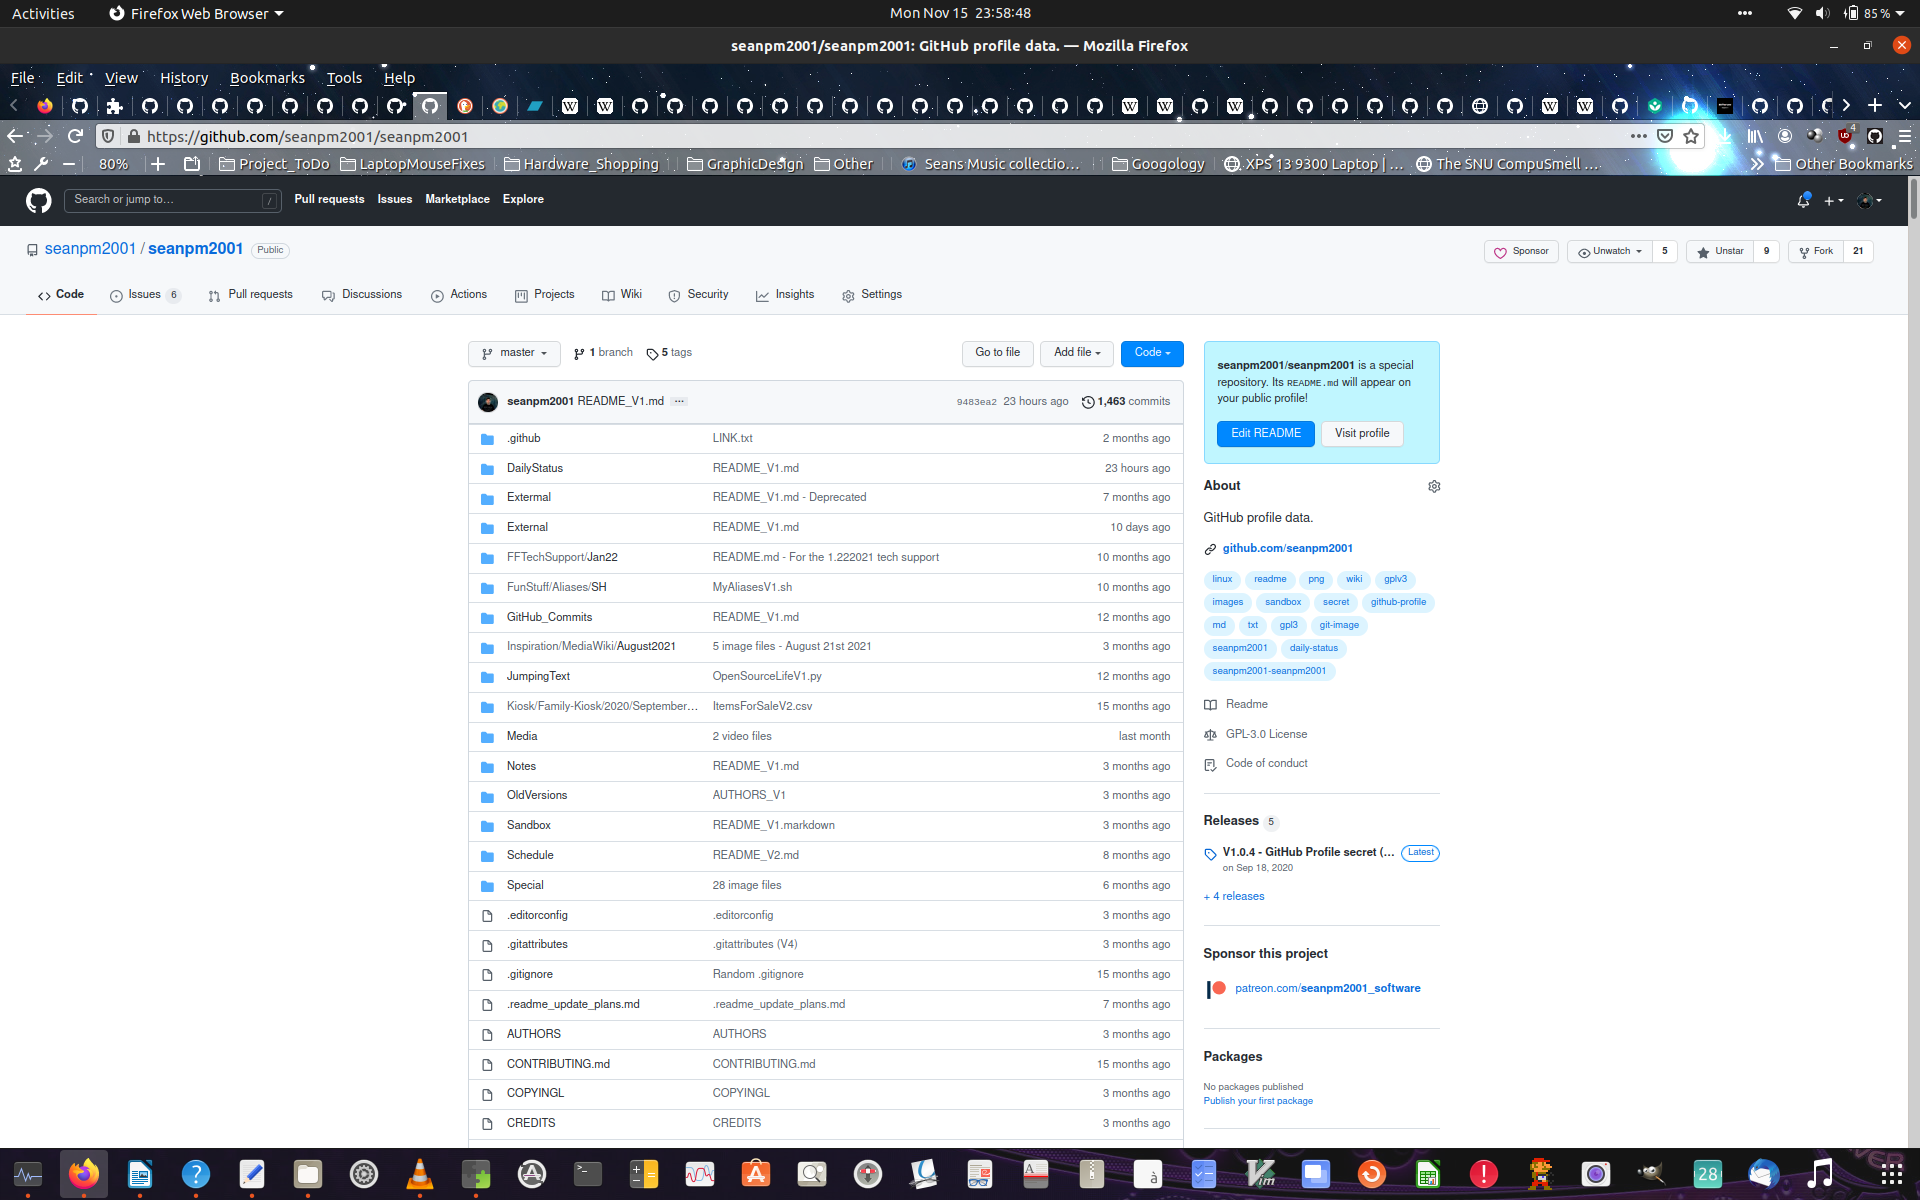 Activities Firefox Web Browser Mon Nov 15 23:58:48 85 %
seanpm2001/seanpm2001: GitHub profile data. — Mozilla Firefox
File Edit View History Bookmarks Tools Help
https://github.com/seanpm2001/seanpm2001
80% Project_ToDo LaptopMouseFixes Hardware_Shopping GraphicDesign Other Seans Music collectio… Googology XPS 13 9300 Laptop | … The SNU CompuSmell … Other Bookmarks
Search or jump to… / Pull requests Issues Marketplace Explore
seanpm2001 / seanpm2001 Public Sponsor Unwatch 5 Unstar 9 Fork 21
Code Issues 6 Pull requests Discussions Actions Projects Wiki Security Insights Settings
master 1 branch 5 tags Go to file Add file Code
seanpm2001 README_V1.md ··· 9483ea2 23 hours ago 1,463 commits
.github LINK.txt 2 months ago
DailyStatus README_V1.md 23 hours ago
Extermal README_V1.md - Deprecated 7 months ago
External README_V1.md 10 days ago
FFTechSupport/Jan22 README.md - For the 1.222021 tech support 10 months ago
FunStuff/Aliases/SH MyAliasesV1.sh 10 months ago
GitHub_Commits README_V1.md 12 months ago
Inspiration/MediaWiki/August2021 5 image files - August 21st 2021 3 months ago
JumpingText OpenSourceLifeV1.py 12 months ago
Kiosk/Family-Kiosk/2020/September… ItemsForSaleV2.csv 15 months ago
Media 2 video files last month
Notes README_V1.md 3 months ago
OldVersions AUTHORS_V1 3 months ago
Sandbox README_V1.markdown 3 months ago
Schedule README_V2.md 8 months ago
Special 28 image files 6 months ago
.editorconfig .editorconfig 3 months ago
.gitattributes .gitattributes (V4) 3 months ago
.gitignore Random .gitignore 15 months ago
.readme_update_plans.md .readme_update_plans.md 7 months ago
AUTHORS AUTHORS 3 months ago
CONTRIBUTING.md CONTRIBUTING.md 15 months ago
COPYINGL COPYINGL 3 months ago
CREDITS CREDITS 3 months ago
seanpm2001/seanpm2001 is a special
repository. Its README.md will appear on
your public profile!
Edit README Visit profile
About
GitHub profile data.
github.com/seanpm2001
linux readme png wiki gplv3
images sandbox secret github-profile
md txt gpl3 git-image
seanpm2001 daily-status
seanpm2001-seanpm2001
Readme
GPL-3.0 License
Code of conduct
Releases 5
V1.0.4 - GitHub Profile secret (… Latest
on Sep 18, 2020
+ 4 releases
Sponsor this project
patreon.com/seanpm2001_software
Packages
No packages published
Publish your first package
28